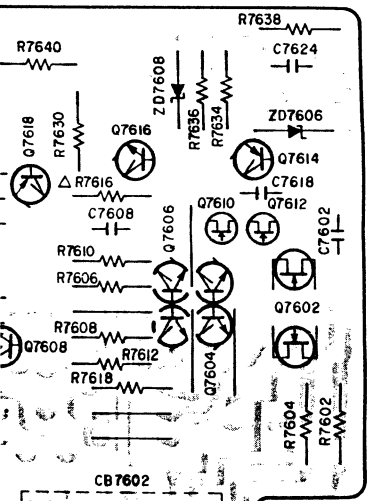 R7638
R7640
C7624
ZD7608
R7636
R7634
ZD7606
Q7618
R7630
Q7616
Q7614
△ R7616
C7618
Q7610
Q7612
C7608
Q7606
C7602
R7610
R7606
Q7602
R7608
Q7608
R7612
Q7604
R7618
R7604
R7602
CB7602